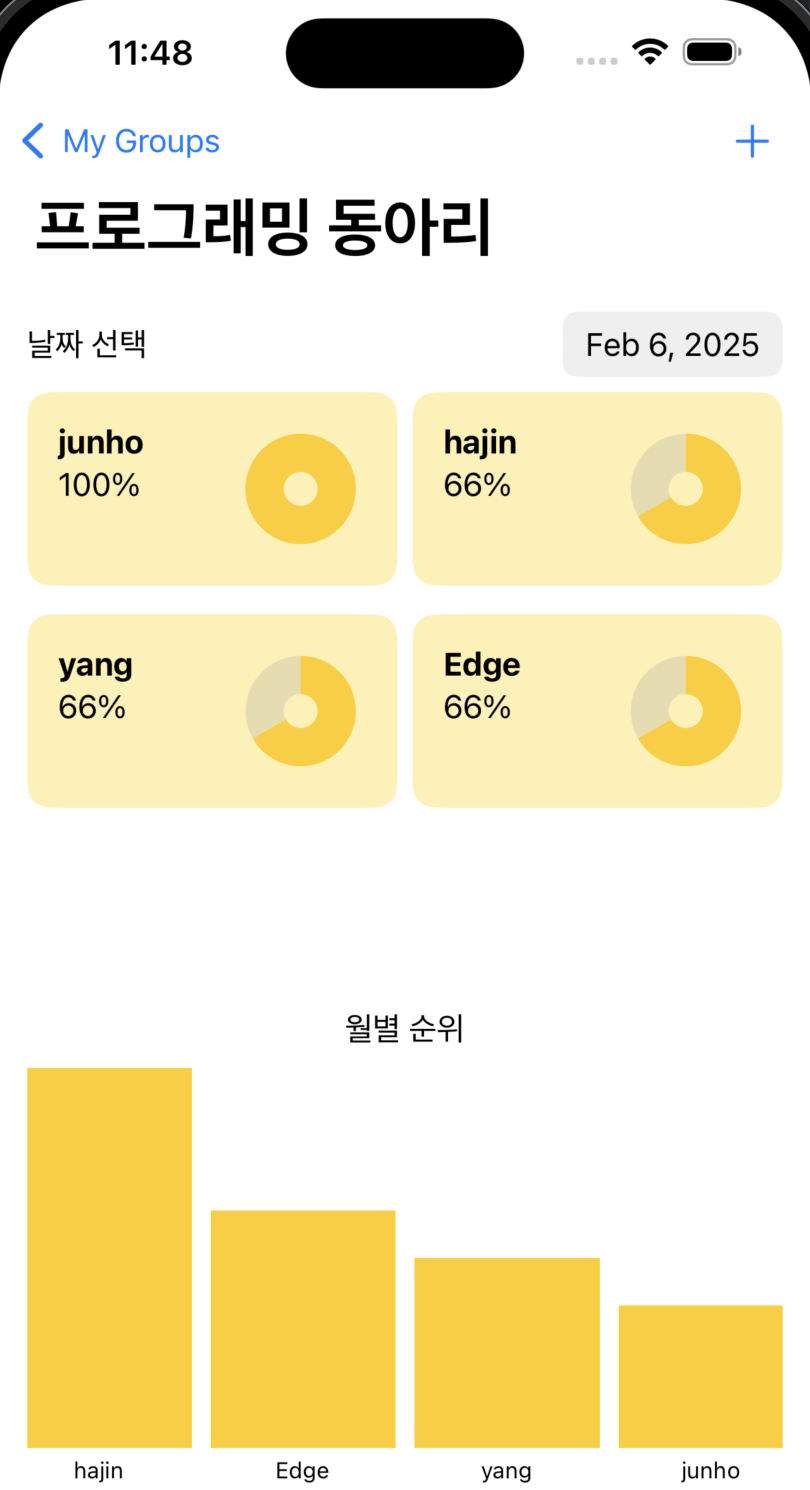 11:48
My Groups
프로그래밍 동아리
날짜 선택
Feb 6, 2025
junho
100%
hajin
66%
yang
66%
Edge
66%
월별 순위
hajin
Edge
yang
junho